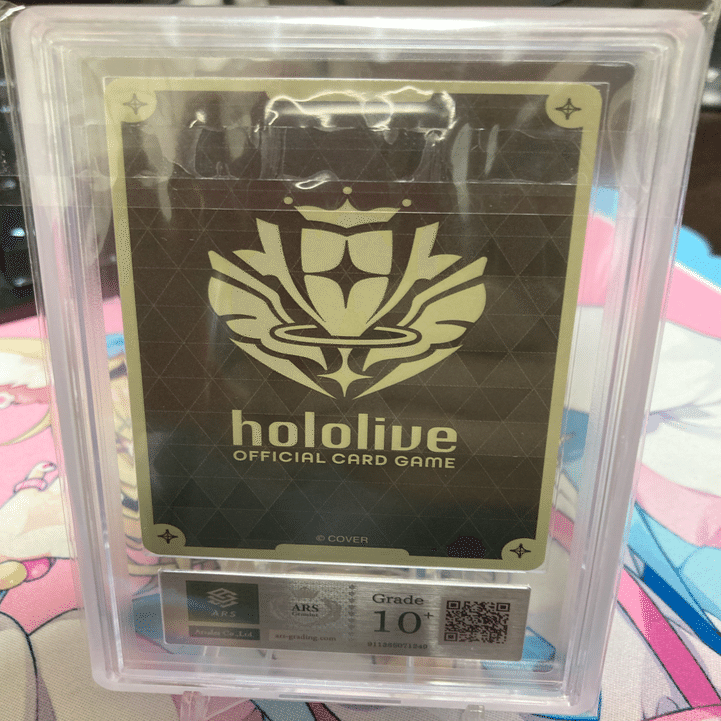 hololive
OFFICIAL CARD GAME
© COVER
ARS
ARS
ars-grading.com
Grade
10+